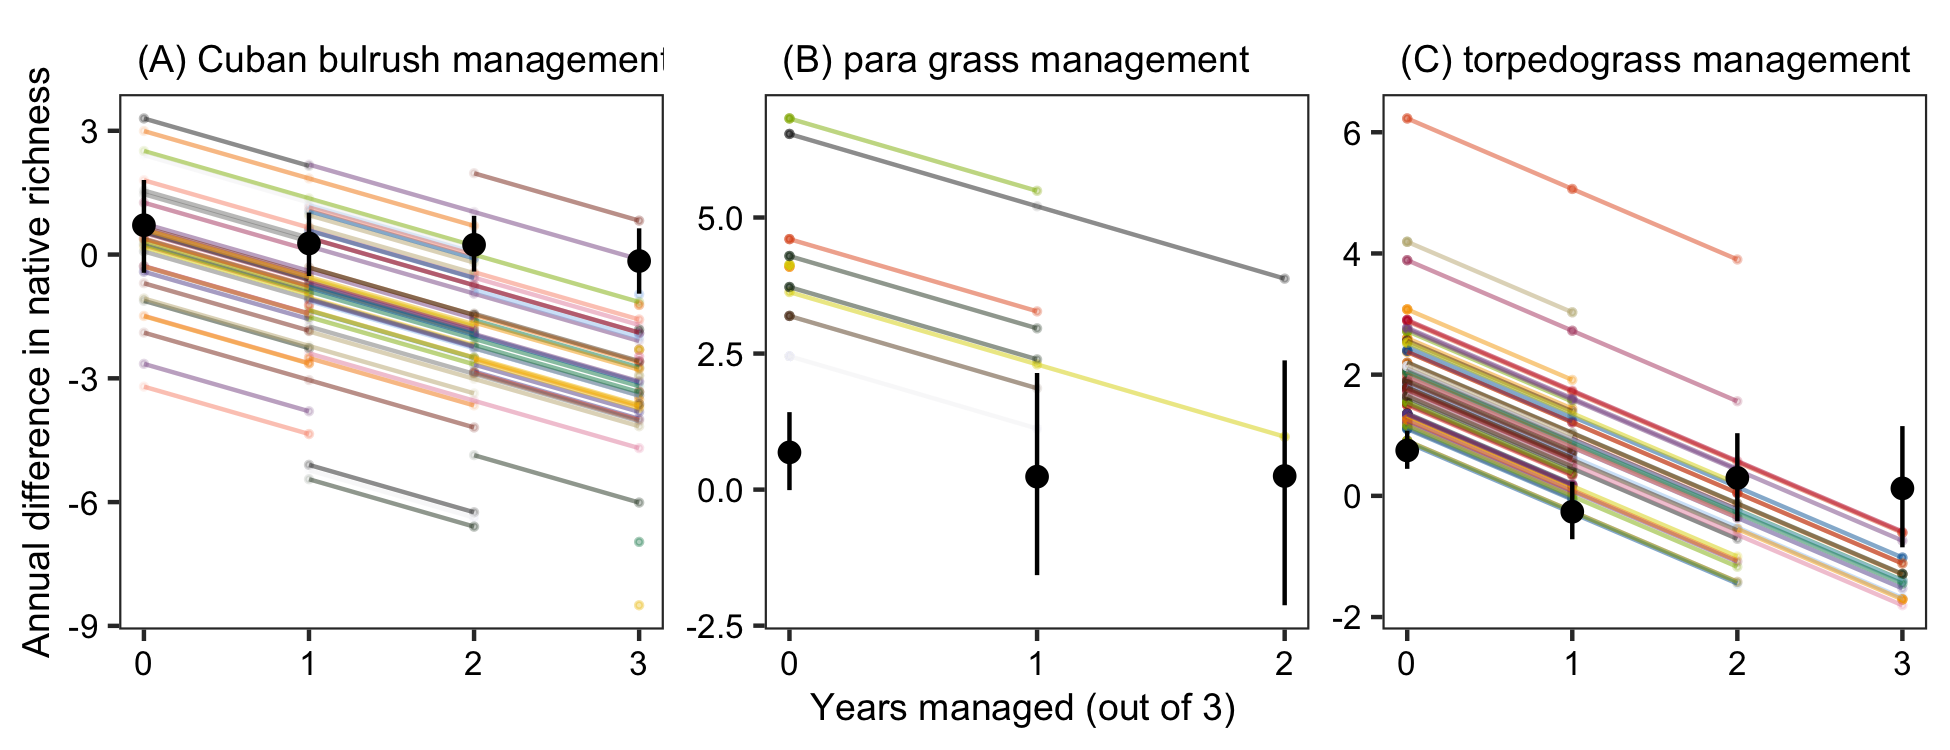 (A) Cuban bulrush management
(B) para grass management
(C) torpedograss management
Annual difference in native richness
3
0
-3
-6
-9
0 1 2 3
5.0
2.5
0.0
-2.5
0 1 2
6
4
2
0
-2
0 1 2 3
Years managed (out of 3)